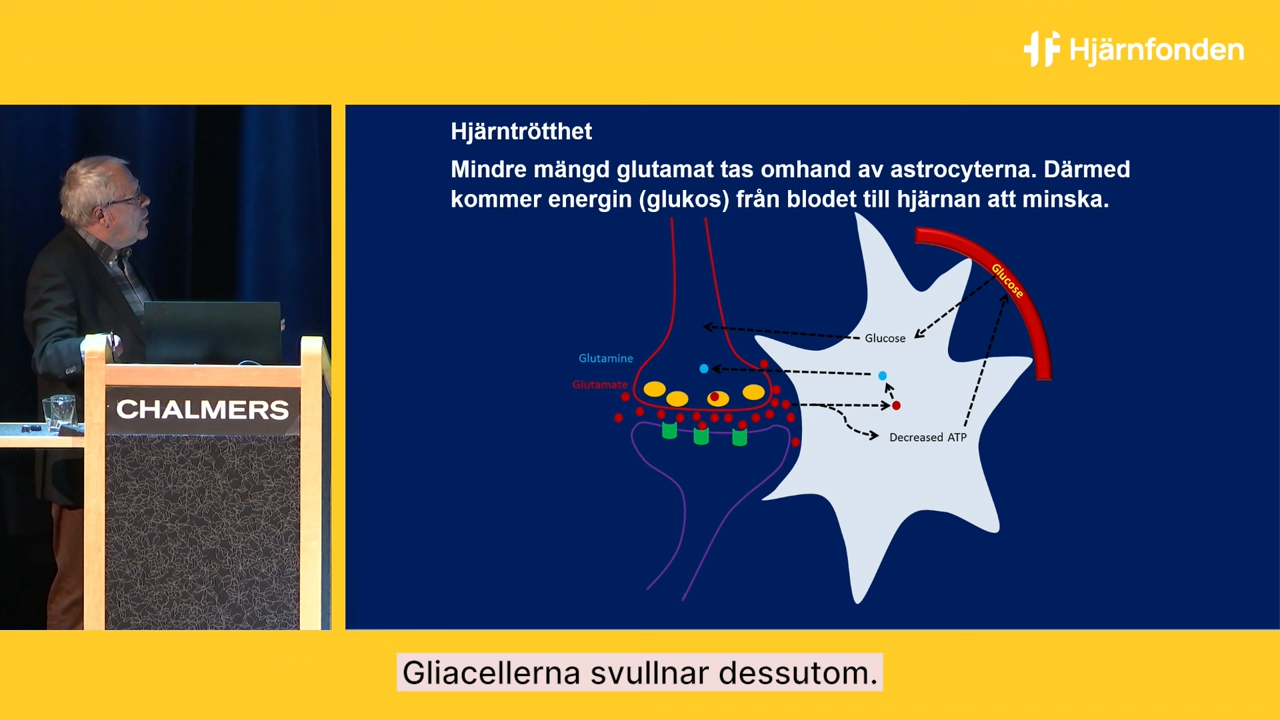 Hjärnfonden
Hjärntrötthet
Mindre mängd glutamat tas omhand av astrocyterna. Därmed
kommer energin (glukos) från blodet till hjärnan att minska.
Glucose
Glucose
Glutamine
Glutamate
Decreased ATP
CHALMERS
Gliacellerna svullnar dessutom.